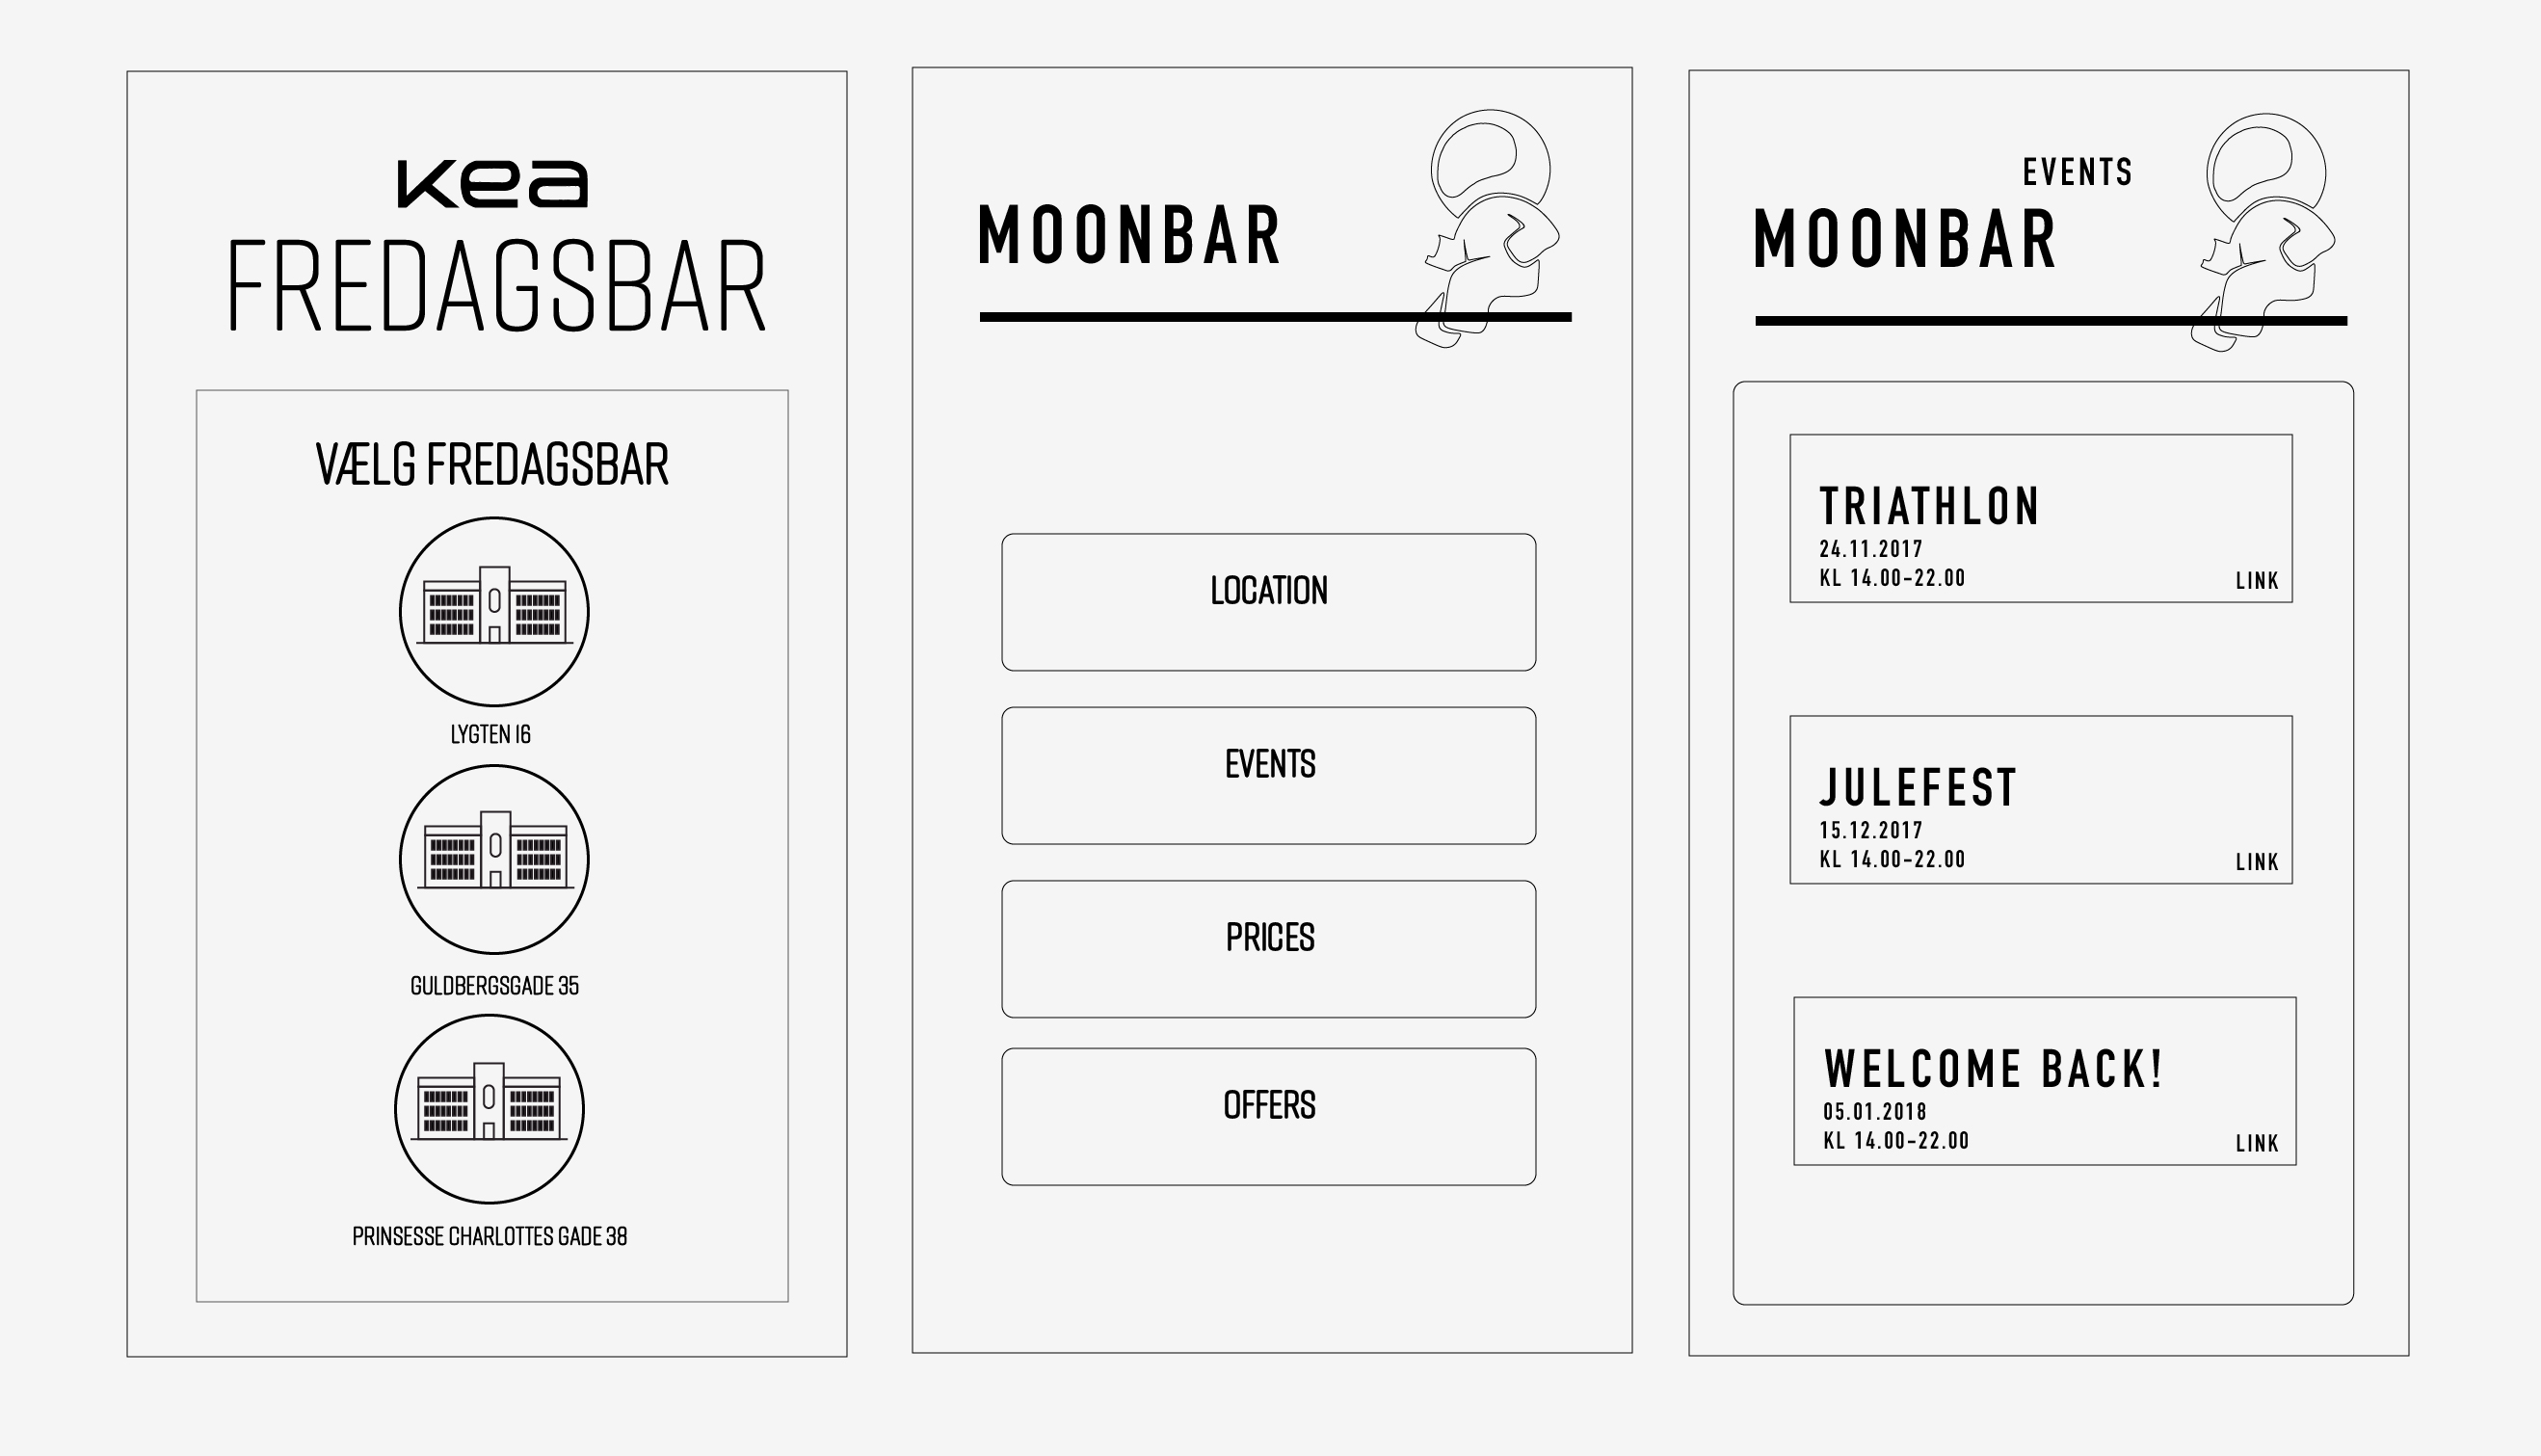 kea
FREDAGSBAR
VÆLG FREDAGSBAR
LYGTEN 16
GULDBERGSGADE 35
PRINSESSE CHARLOTTES GADE 38
MOONBAR
LOCATION
EVENTS
PRICES
OFFERS
EVENTS
MOONBAR
TRIATHLON
24.11.2017
KL 14.00-22.00
LINK
JULEFEST
15.12.2017
KL 14.00-22.00
LINK
WELCOME BACK!
05.01.2018
KL 14.00-22.00
LINK